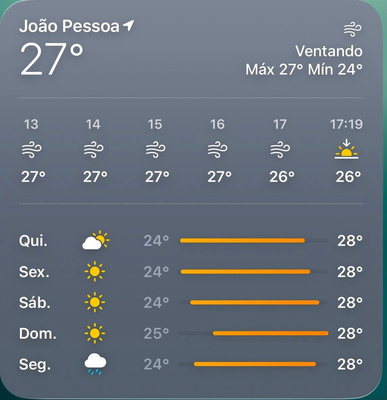 João Pessoa
27°
Ventando
Máx 27° Mín 24°
13 14 15 16 17 17:19
27° 27° 27° 27° 26° 26°
Qui. 24° 28°
Sex. 24° 28°
Sáb. 24° 28°
Dom. 25° 28°
Seg. 24° 28°